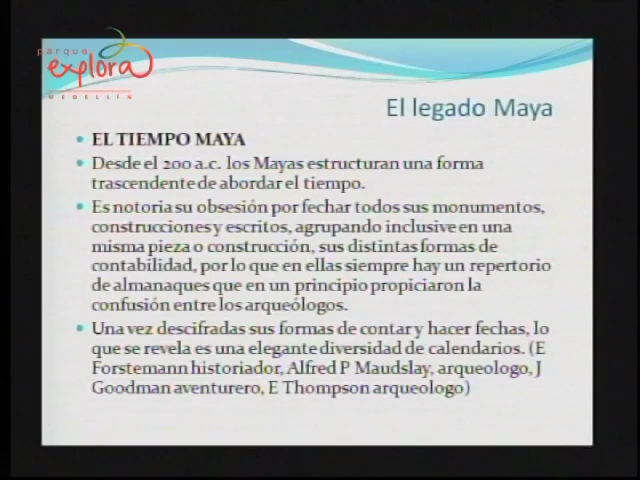 parque
explora
MEDELLÍN
El legado Maya
EL TIEMPO MAYA
Desde el 200 a.c. los Mayas estructuran una forma
trascendente de abordar el tiempo.
Es notoria su obsesión por fechar todos sus monumentos,
construcciones y escritos, agrupando inclusive en una
misma pieza o construcción, sus distintas formas de
contabilidad, por lo que en ellas siempre hay un repertorio
de almanaques que en un principio propiciaron la
confusión entre los arqueólogos.
Una vez descifradas sus formas de contar y hacer fechas, lo
que se revela es una elegante diversidad de calendarios. (E
Forstemann historiador, Alfred P Maudslay, arqueologo, J
Goodman aventurero, E Thompson arqueologo)